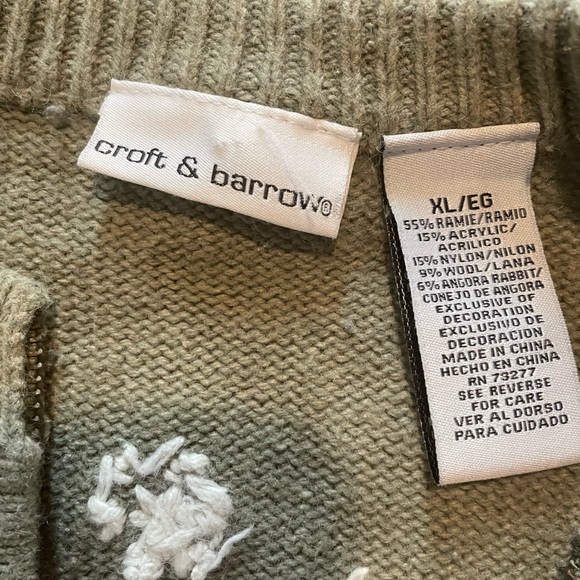 croft & barrow®
XL/EG
55% RAMIE/RAMIO
15% ACRYLIC/
ACRILICO
15% NYLON/NILON
9% WOOL/LANA
6% ANGORA RABBIT/
CONEJO DE ANGORA
EXCLUSIVE OF
DECORATION
EXCLUSIVO DE
DECORACION
MADE IN CHINA
HECHO EN CHINA
RN 73277
SEE REVERSE
FOR CARE
VER AL DORSO
PARA CUIDADO